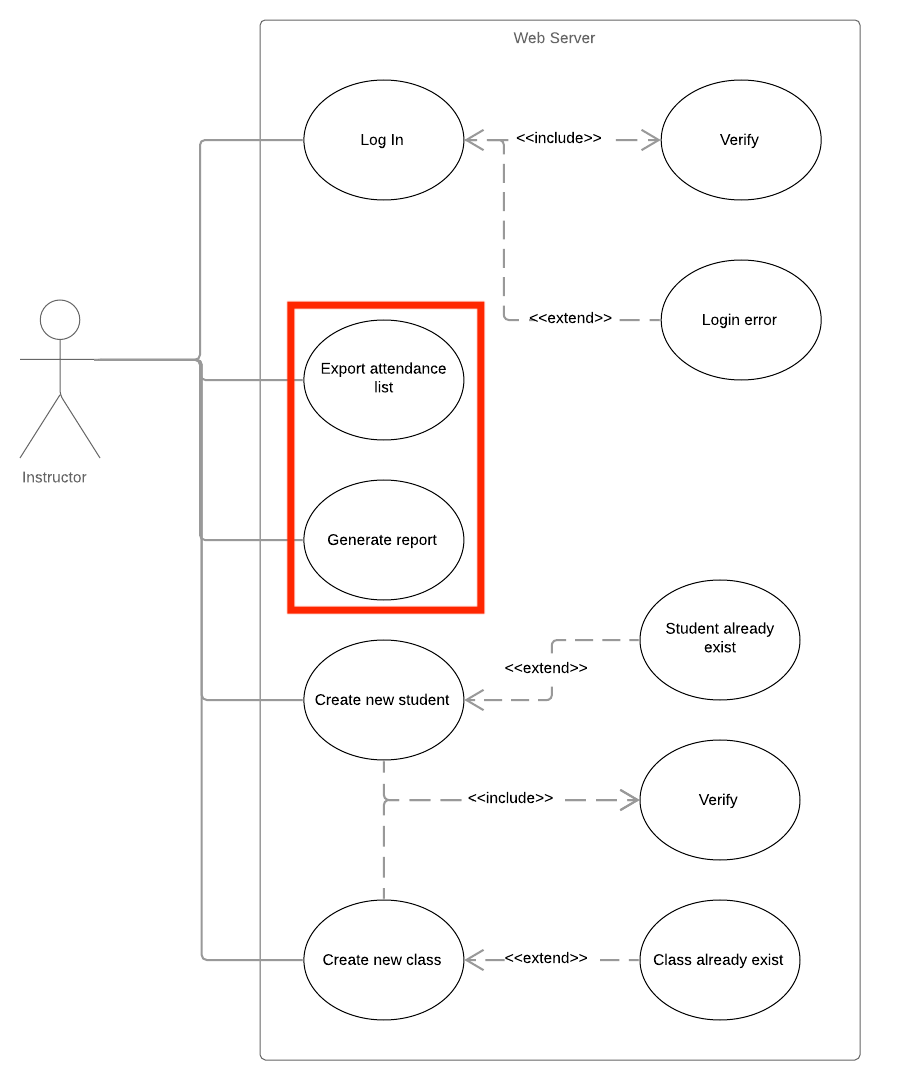 Web Server
Log In
<<include>>
Verify
<<extend>>
Login error
Export attendance
list
Instructor
Generate report
Student already
exist
<<extend>>
Create new student
<<include>>
Verify
Create new class
<<extend>>
Class already exist